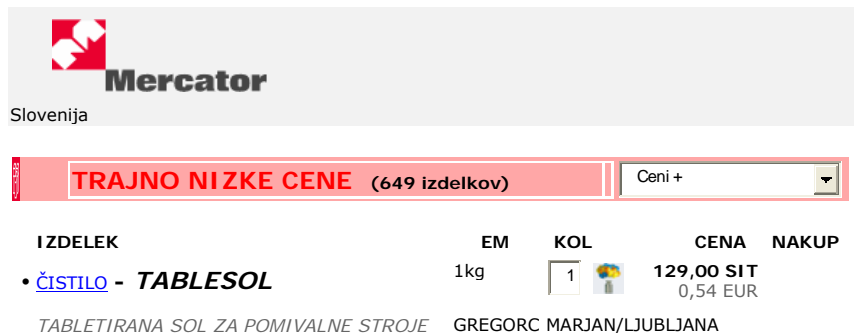 Mercator
Slovenija
TRAJNO NIZKE CENE (649 izdelkov) Ceni +
IZDELEK EM KOL CENA NAKUP
• ČISTILO - TABLESOL 1kg 1 129,00 SIT
0,54 EUR
TABLETIRANA SOL ZA POMIVALNE STROJE GREGORC MARJAN/LJUBLJANA